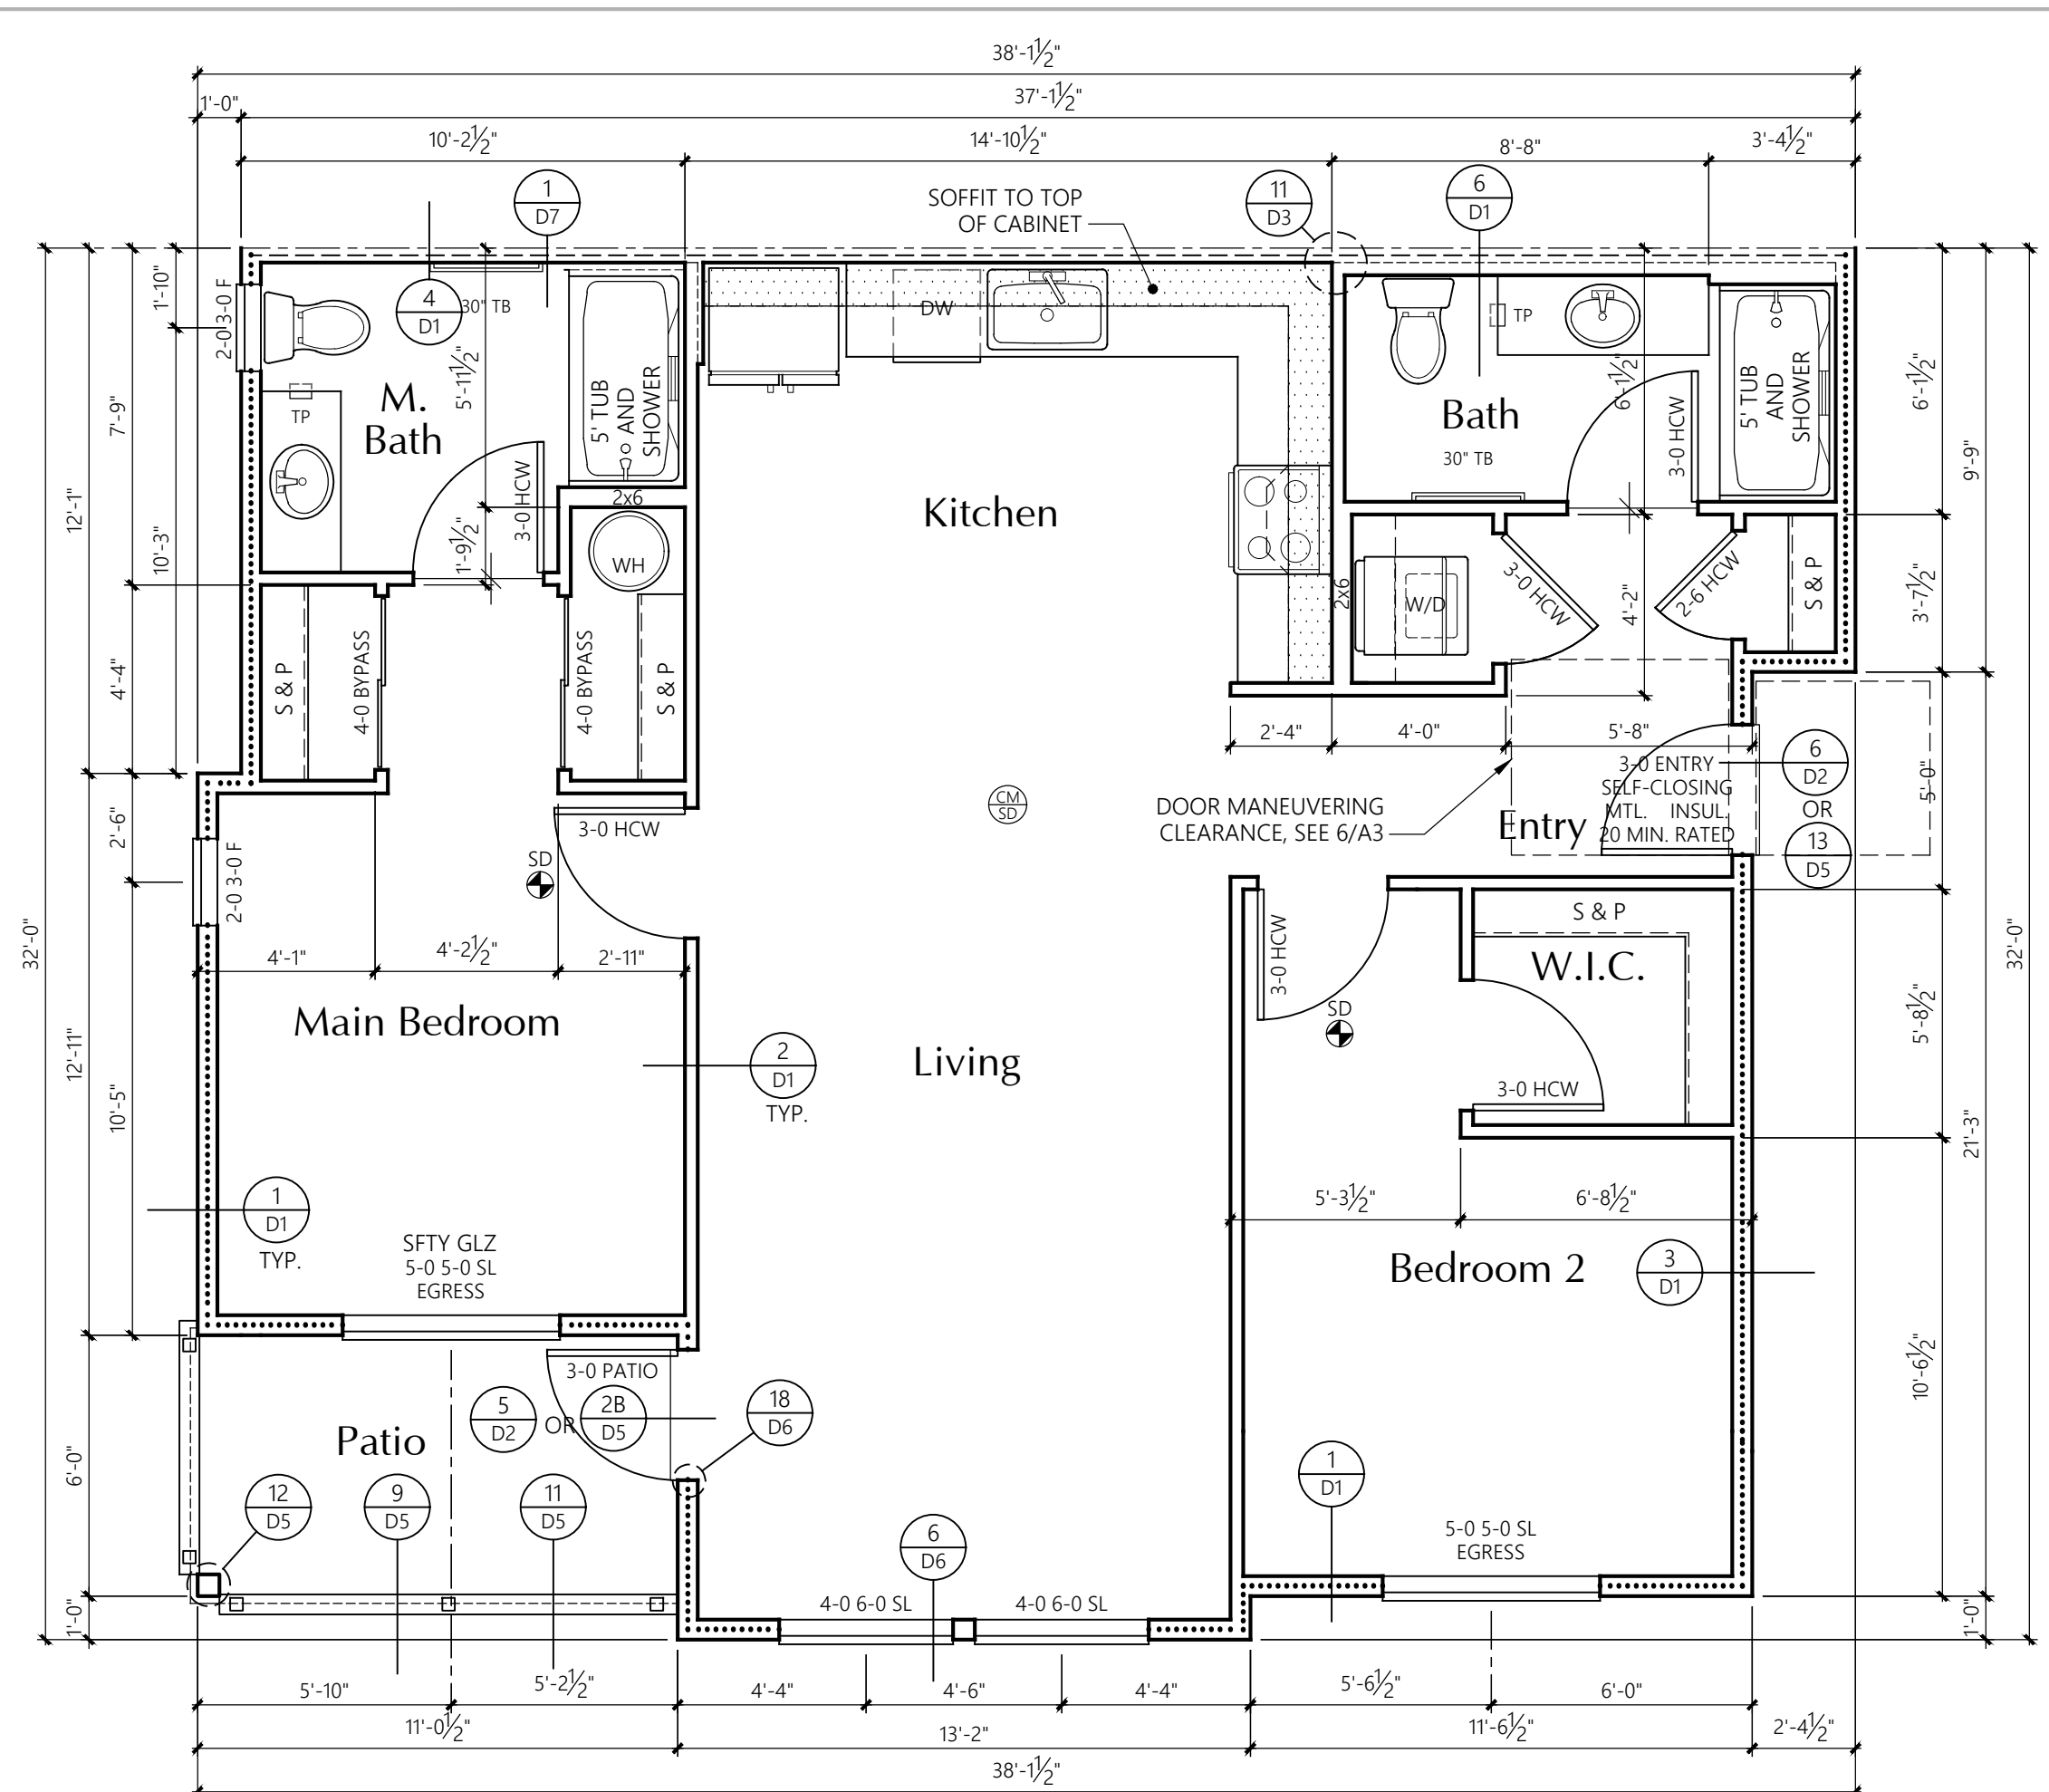 38'-1½"
1'-0"
37'-1½"
10'-2½"
14'-10½"
8'-8"
3'-4½"
1
D7
SOFFIT TO TOP
OF CABINET
11
D3
6
D1
1'-10"
2-0 3-0 F
4
D1
30" TB
DW
TP
5'-11½"
6'-1½"
6'-1½"
7'-9"
TP
M.
Bath
5' TUB
AND
SHOWER
Bath
3-0 HCW
5' TUB
AND
SHOWER
30" TB
9'-9"
12'-1"
10'-3"
3-0 HCW
2x6
Kitchen
1'-9½"
WH
2x6
W/D
3-0 HCW
4'-2"
2-6 HCW
S & P
3'-7½"
4'-4"
S & P
4-0 BYPASS
4-0 BYPASS
S & P
2'-4"
4'-0"
5'-8"
3-0 ENTRY
SELF-CLOSING
MTL. INSUL.
20 MIN. RATED
6
D2
OR
13
D5
5'-0"
CM
SD
DOOR MANEUVERING
CLEARANCE, SEE 6/A3
Entry
2'-6"
3-0 HCW
2-0 3-0 F
SD
32'-0"
32'-0"
4'-1"
4'-2½"
2'-11"
3-0 HCW
S & P
W.I.C.
SD
5'-8½"
Main Bedroom
12'-11"
10'-5"
2
D1
TYP.
Living
3-0 HCW
21'-3"
1
D1
TYP.
5'-3½"
6'-8½"
SFTY GLZ
5-0 5-0 SL
EGRESS
Bedroom 2
3
D1
10'-6½"
3-0 PATIO
Patio
5
D2
OR
2B
D5
18
D6
6'-0"
12
D5
9
D5
11
D5
1
D1
6
D6
5-0 5-0 SL
EGRESS
4-0 6-0 SL
4-0 6-0 SL
1'-0"
1'-0"
5'-10"
5'-2½"
4'-4"
4'-6"
4'-4"
5'-6½"
6'-0"
11'-0½"
13'-2"
11'-6½"
2'-4½"
38'-1½"